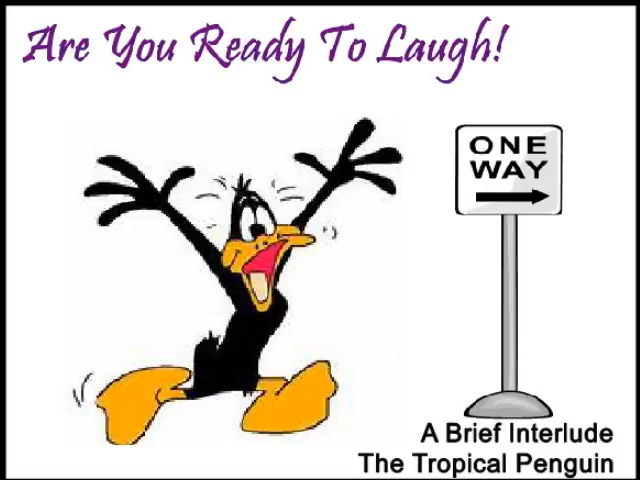 Are You Ready To Laugh!
ONE
WAY
A Brief Interlude
The Tropical Penguin